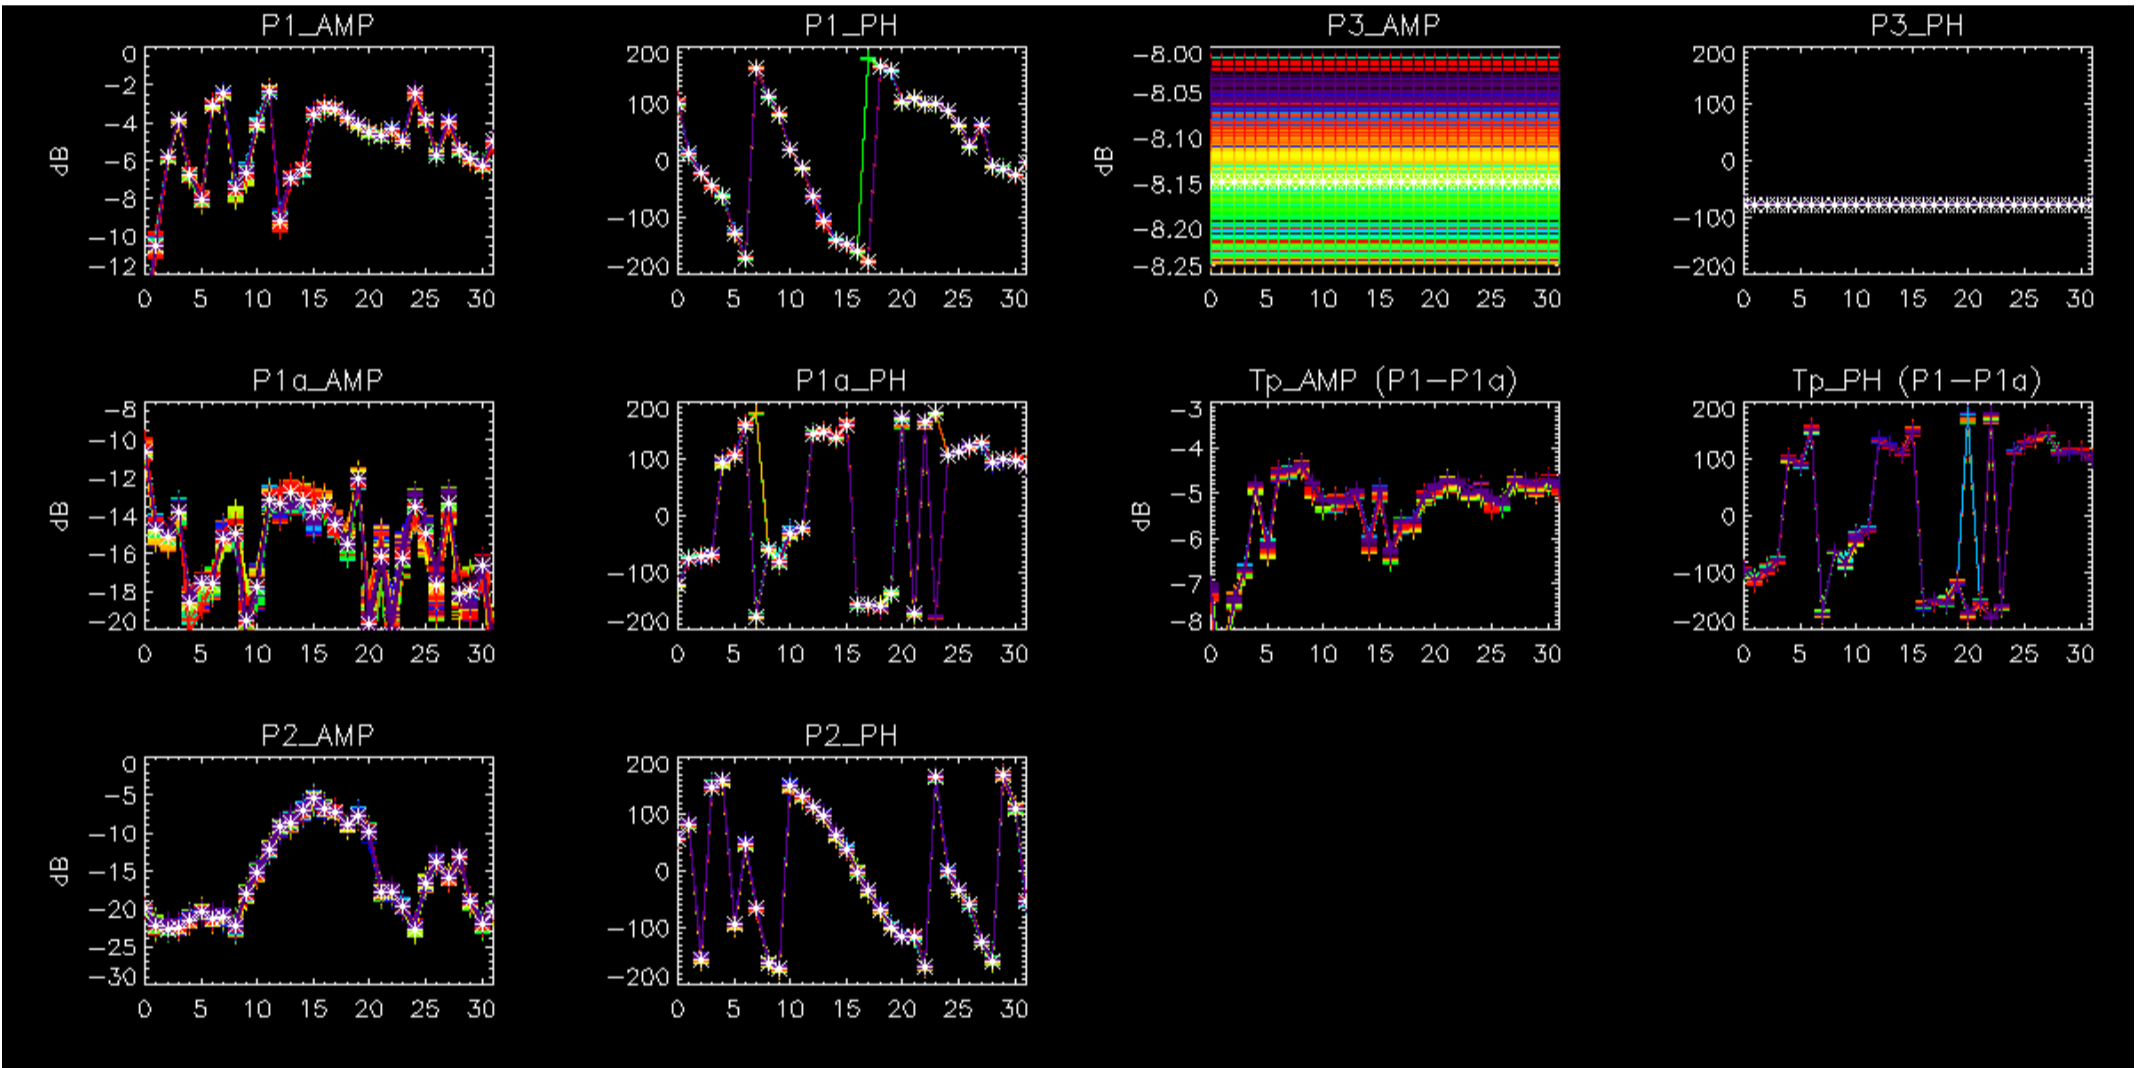 P1_AMP
0
−2
−4
−6
−8
−10
−12
dB
0 5 10 15 20 25 30
P1_PH
200
100
0
−100
−200
0 5 10 15 20 25 30
P3_AMP
−8.00
−8.05
−8.10
−8.15
−8.20
−8.25
dB
0 5 10 15 20 25 30
P3_PH
200
100
0
−100
−200
0 5 10 15 20 25 30
P1a_AMP
−8
−10
−12
−14
−16
−18
−20
dB
0 5 10 15 20 25 30
P1a_PH
200
100
0
−100
−200
0 5 10 15 20 25 30
Tp_AMP (P1−P1a)
−3
−4
−5
−6
−7
−8
dB
0 5 10 15 20 25 30
Tp_PH (P1−P1a)
200
100
0
−100
−200
0 5 10 15 20 25 30
P2_AMP
0
−5
−10
−15
−20
−25
−30
dB
0 5 10 15 20 25 30
P2_PH
200
100
0
−100
−200
0 5 10 15 20 25 30